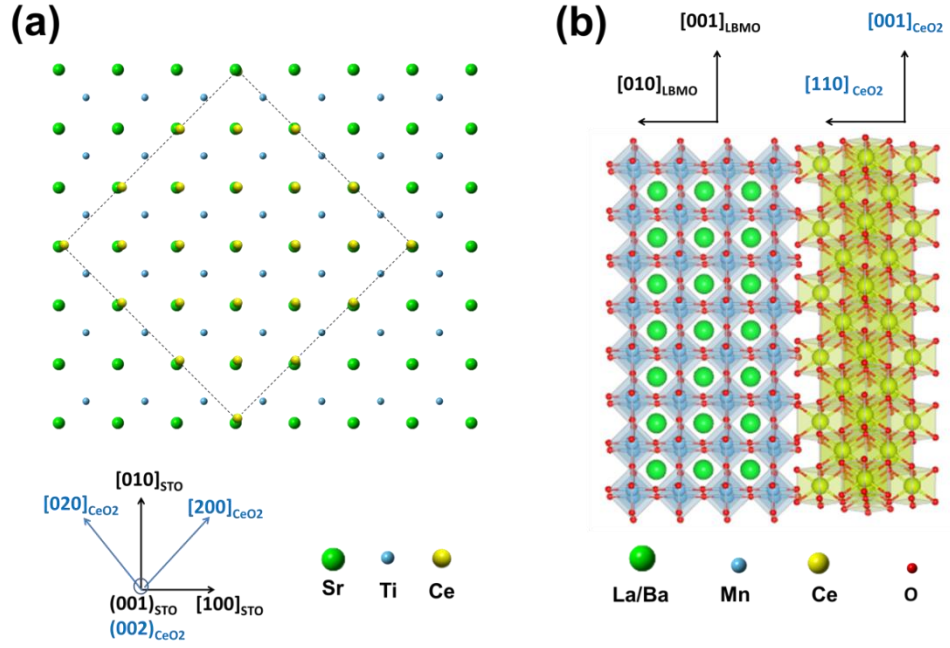 (a)
[010]STO
[020]CeO2
[200]CeO2
(001)STO
[100]STO
(002)CeO2
Sr
Ti
Ce
(b)
[001]LBMO
[001]CeO2
[010]LBMO
[110]CeO2
La/Ba
Mn
Ce
O